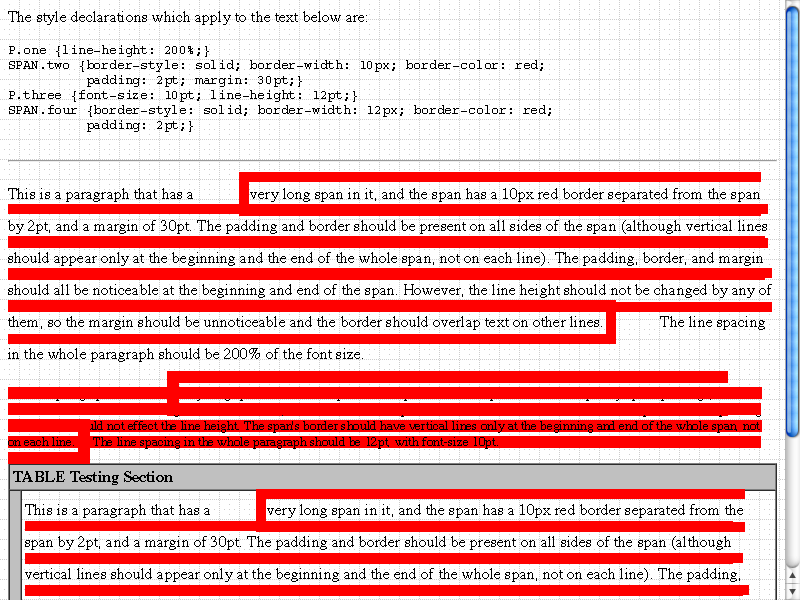 The style declarations which apply to the text below are:
P.one {line-height: 200%;}
SPAN.two {border-style: solid; border-width: 10px; border-color: red;
padding: 2pt; margin: 30pt;}
P.three {font-size: 10pt; line-height: 12pt;}
SPAN.four {border-style: solid; border-width: 12px; border-color: red;
padding: 2pt;}
This is a paragraph that has a very long span in it, and the span has a 10px red border separated from the span
by 2pt, and a margin of 30pt. The padding and border should be present on all sides of the span (although vertical lines
should appear only at the beginning and the end of the whole span, not on each line). The padding, border, and margin
should all be noticeable at the beginning and end of the span. However, the line height should not be changed by any of
them, so the margin should be unnoticeable and the border should overlap text on other lines. The line spacing
in the whole paragraph should be 200% of the font size.
not effect the line height. The span's border should have vertical lines only at the beginning and end of the whole span, not
on each line. The line spacing in the whole paragraph should be 12pt, with font-size 10pt.
TABLE Testing Section
This is a paragraph that has a very long span in it, and the span has a 10px red border separated from the
span by 2pt, and a margin of 30pt. The padding and border should be present on all sides of the span (although
vertical lines should appear only at the beginning and the end of the whole span, not on each line). The padding,